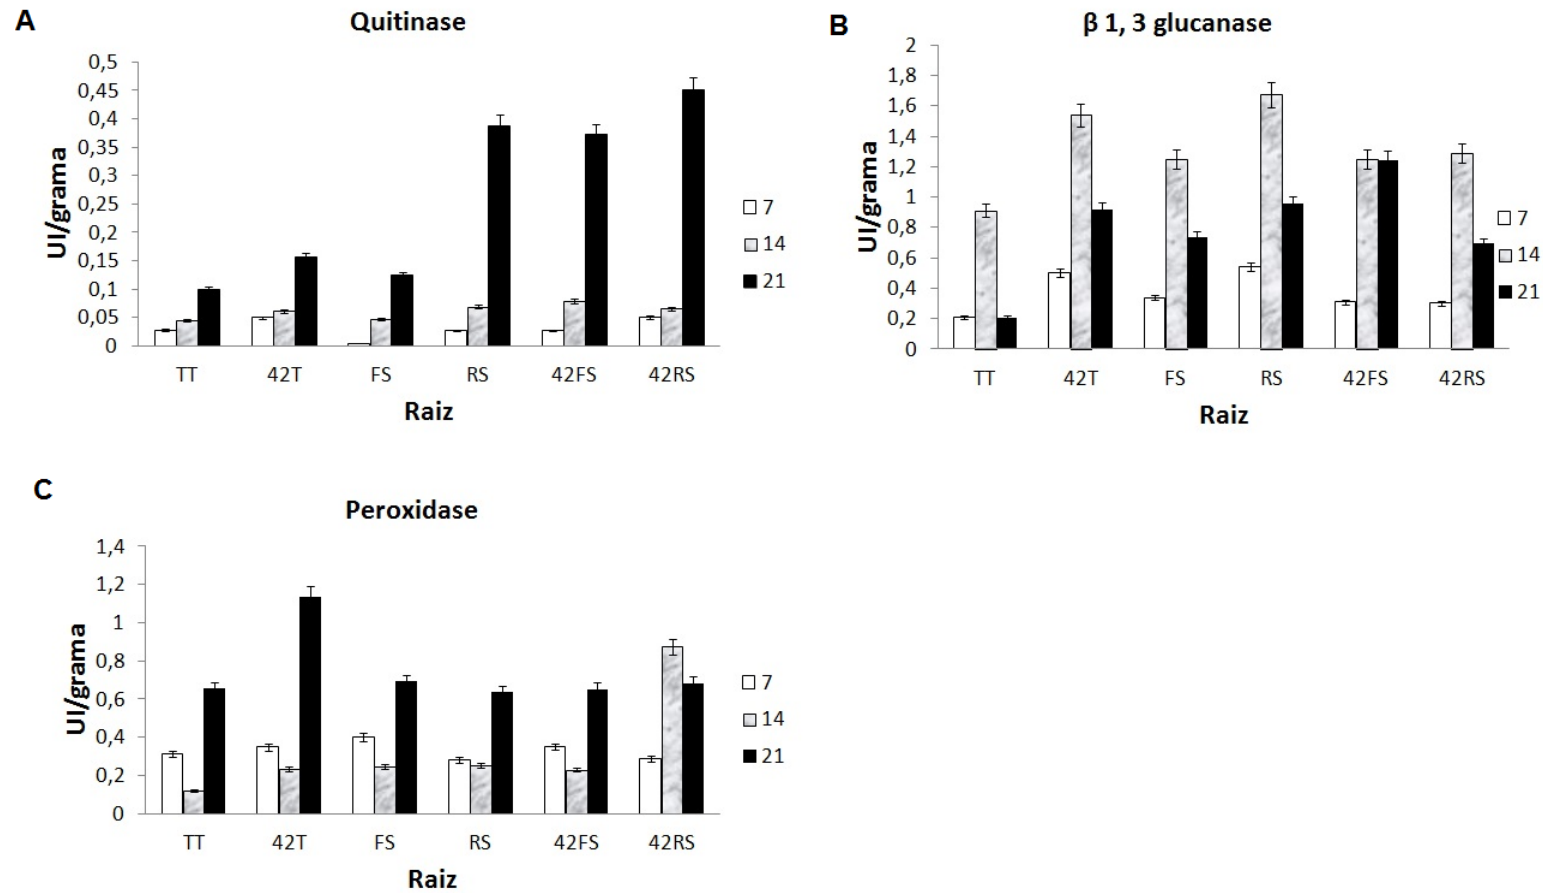 A
Quitinase
0,5
0,45
0,4
0,35
0,3
0,25
0,2
0,15
0,1
0,05
0
UI/grama
TT 42T FS RS 42FS 42RS
Raiz
7
14
21
B
β 1, 3 glucanase
2
1,8
1,6
1,4
1,2
1
0,8
0,6
0,4
0,2
0
UI/grama
TT 42T FS RS 42FS 42RS
Raiz
7
14
21
C
Peroxidase
1,4
1,2
1
0,8
0,6
0,4
0,2
0
UI/grama
TT 42T FS RS 42FS 42RS
Raiz
7
14
21